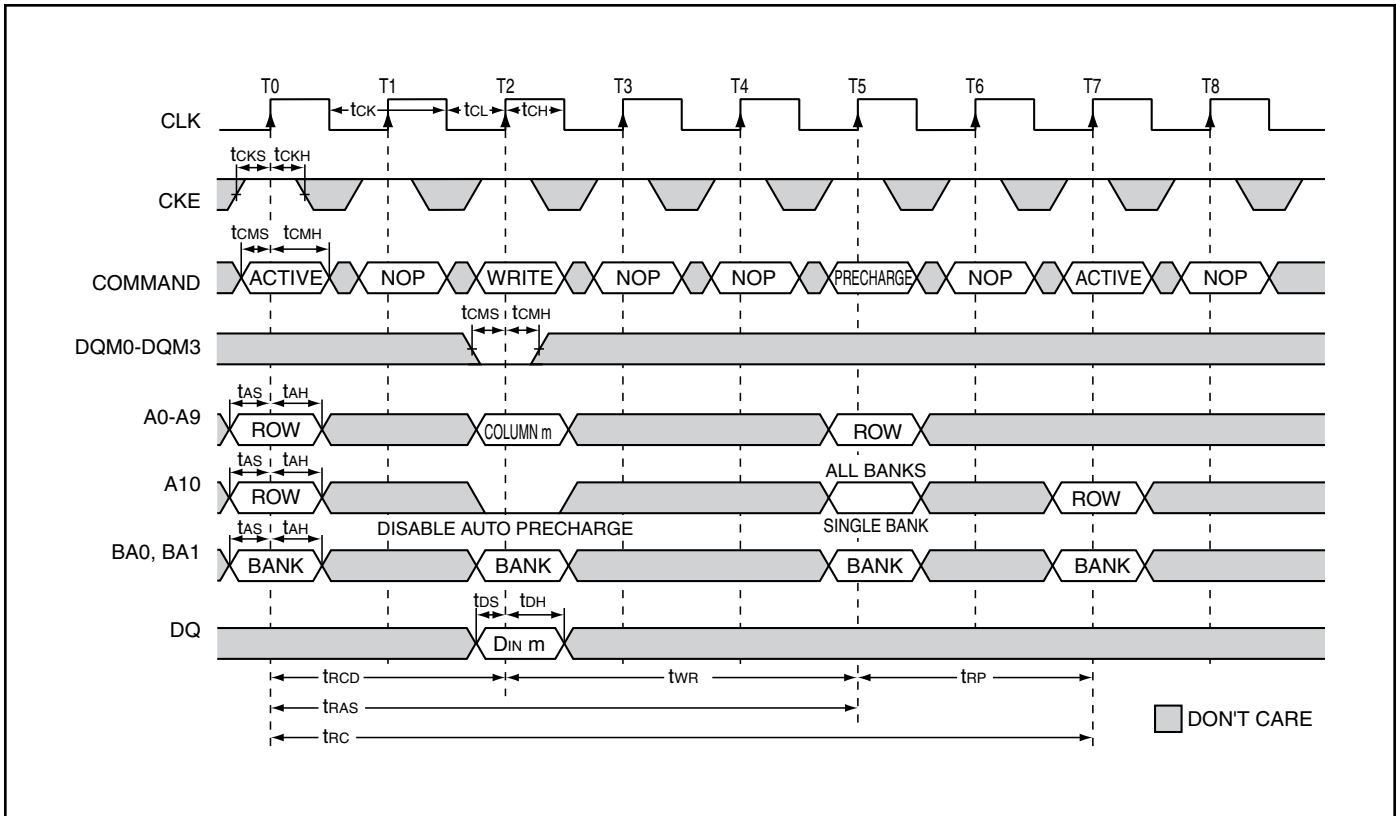 T0 T1 T2 T3 T4 T5 T6 T7 T8
tCK tCL tCH
CLK
tCKS tCKH
CKE
tCMS tCMH
COMMAND ACTIVE NOP WRITE NOP NOP PRECHARGE NOP ACTIVE NOP
tCMS tCMH
DQM0-DQM3
tAS tAH
A0-A9 ROW COLUMN m ROW
tAS tAH ALL BANKS
A10 ROW ROW
tAS tAH DISABLE AUTO PRECHARGE SINGLE BANK
BA0, BA1 BANK BANK BANK BANK
tDS tDH
DQ DIN m
tRCD tWR tRP
tRAS
DON'T CARE
tRC